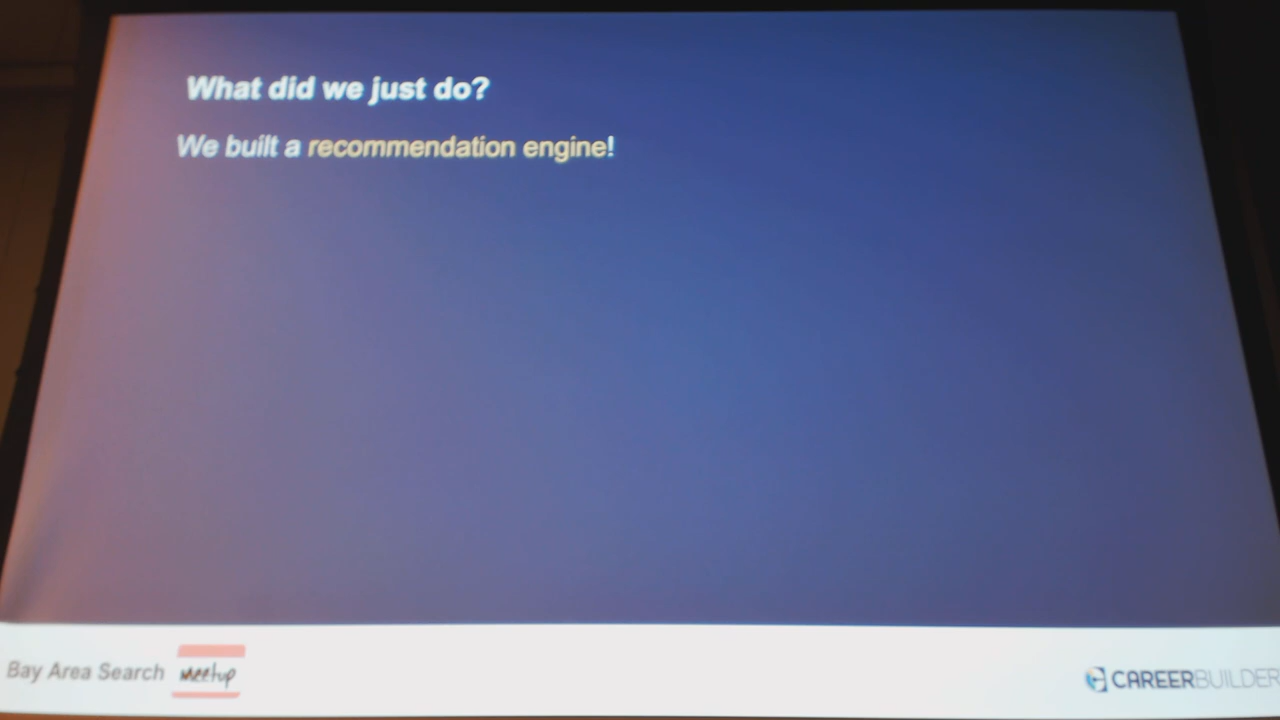 What did we just do?
We built a recommendation engine!
Bay Area Search meetup
CAREERBUILDER